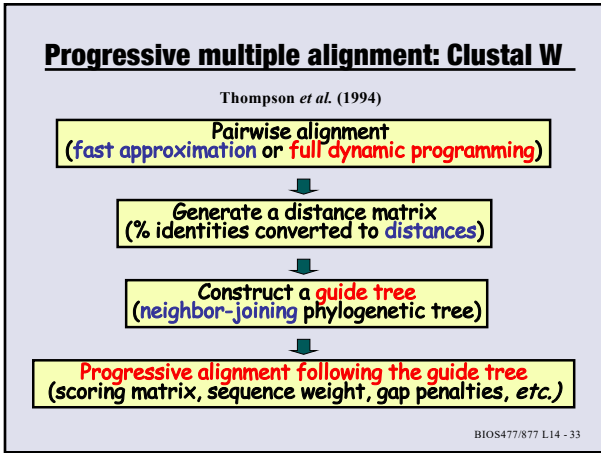 Progressive multiple alignment: Clustal W
Thompson et al. (1994)
Pairwise alignment
(fast approximation or full dynamic programming)
Generate a distance matrix
(% identities converted to distances)
Construct a guide tree
(neighbor-joining phylogenetic tree)
Progressive alignment following the guide tree
(scoring matrix, sequence weight, gap penalties, etc.)
BIOS477/877 L14 - 33